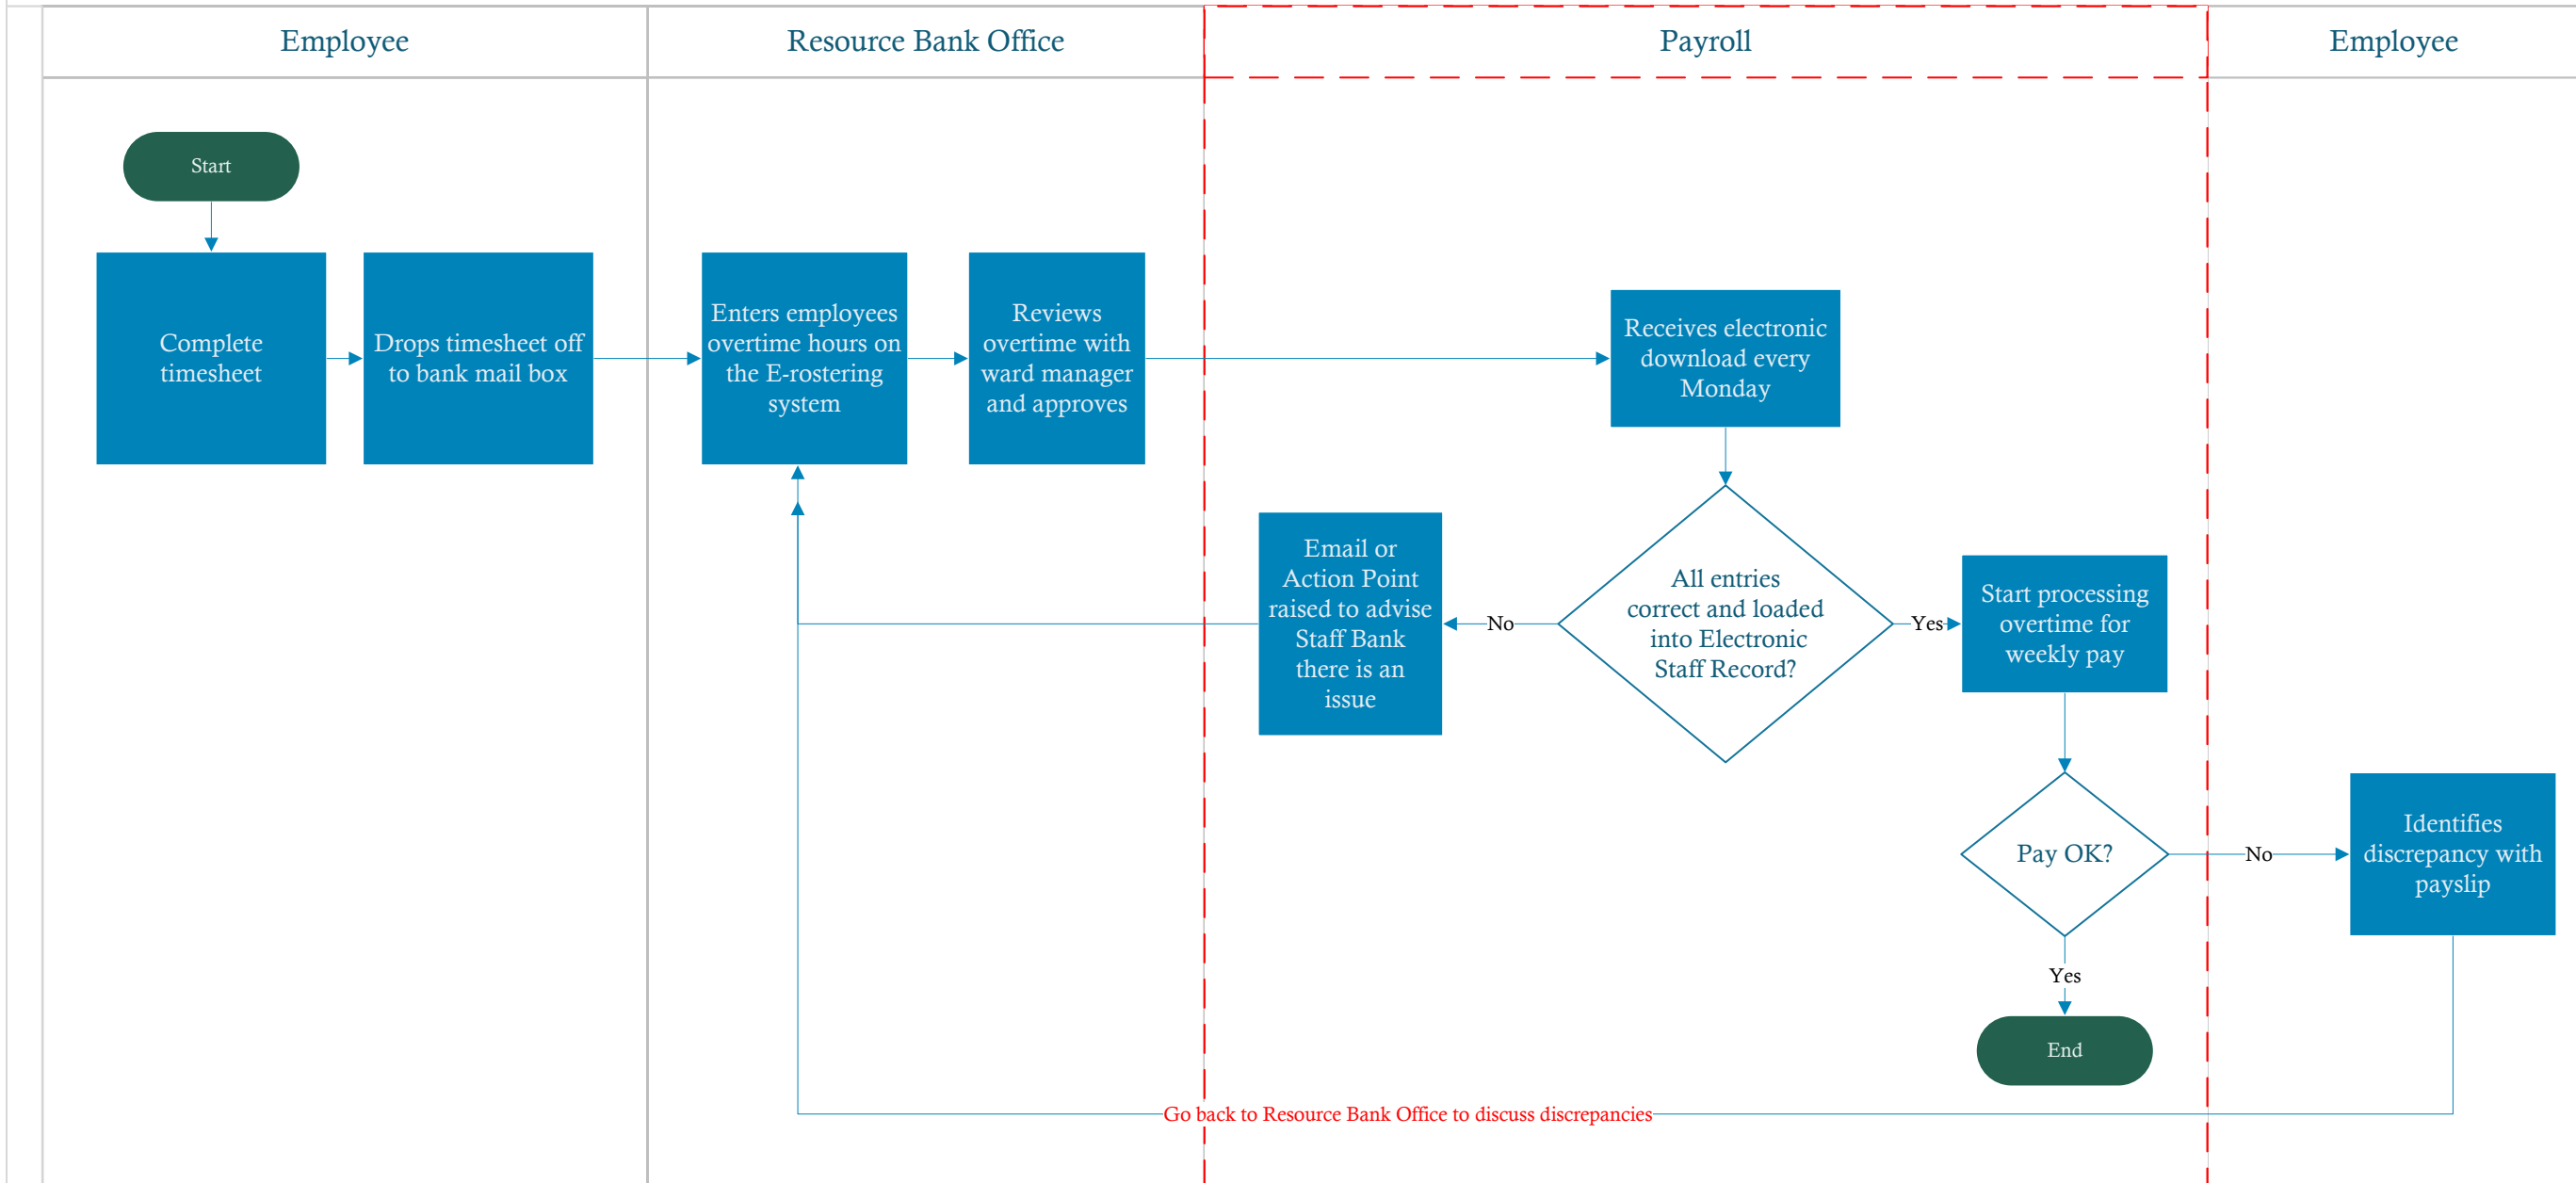 Employee
Resource Bank Office
Payroll
Employee
Start
Complete
timesheet
Drops timesheet off
to bank mail box
Enters employees
overtime hours on
the E-rostering
system
Reviews
overtime with
ward manager
and approves
Receives electronic
download every
Monday
Email or
Action Point
raised to advise
Staff Bank
there is an
issue
No
All entries
correct and loaded
into Electronic
Staff Record?
Yes
Start processing
overtime for
weekly pay
Pay OK?
No
Identifies
discrepancy with
payslip
Yes
End
Go back to Resource Bank Office to discuss discrepancies